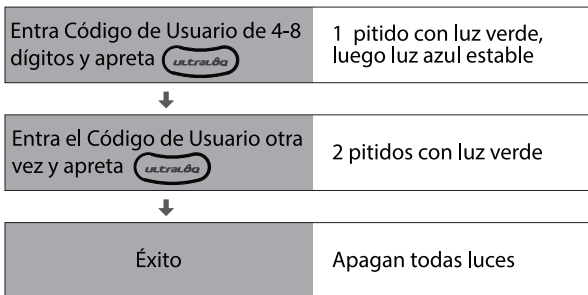 Entra Código de Usuario de 4-8
dígitos y apreta ultraloq
1 pitido con luz verde,
luego luz azul estable
Entra el Código de Usuario otra
vez y apreta ultraloq
2 pitidos con luz verde
Éxito
Apagan todas luces